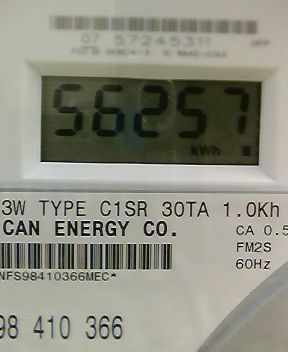 07 57245311
56257
kWh
3W TYPE C1SR 30TA 1.0Kh
CAN ENERGY CO.
CA 0.5
FM2S
60Hz
NFS98410366MEC*
98 410 366